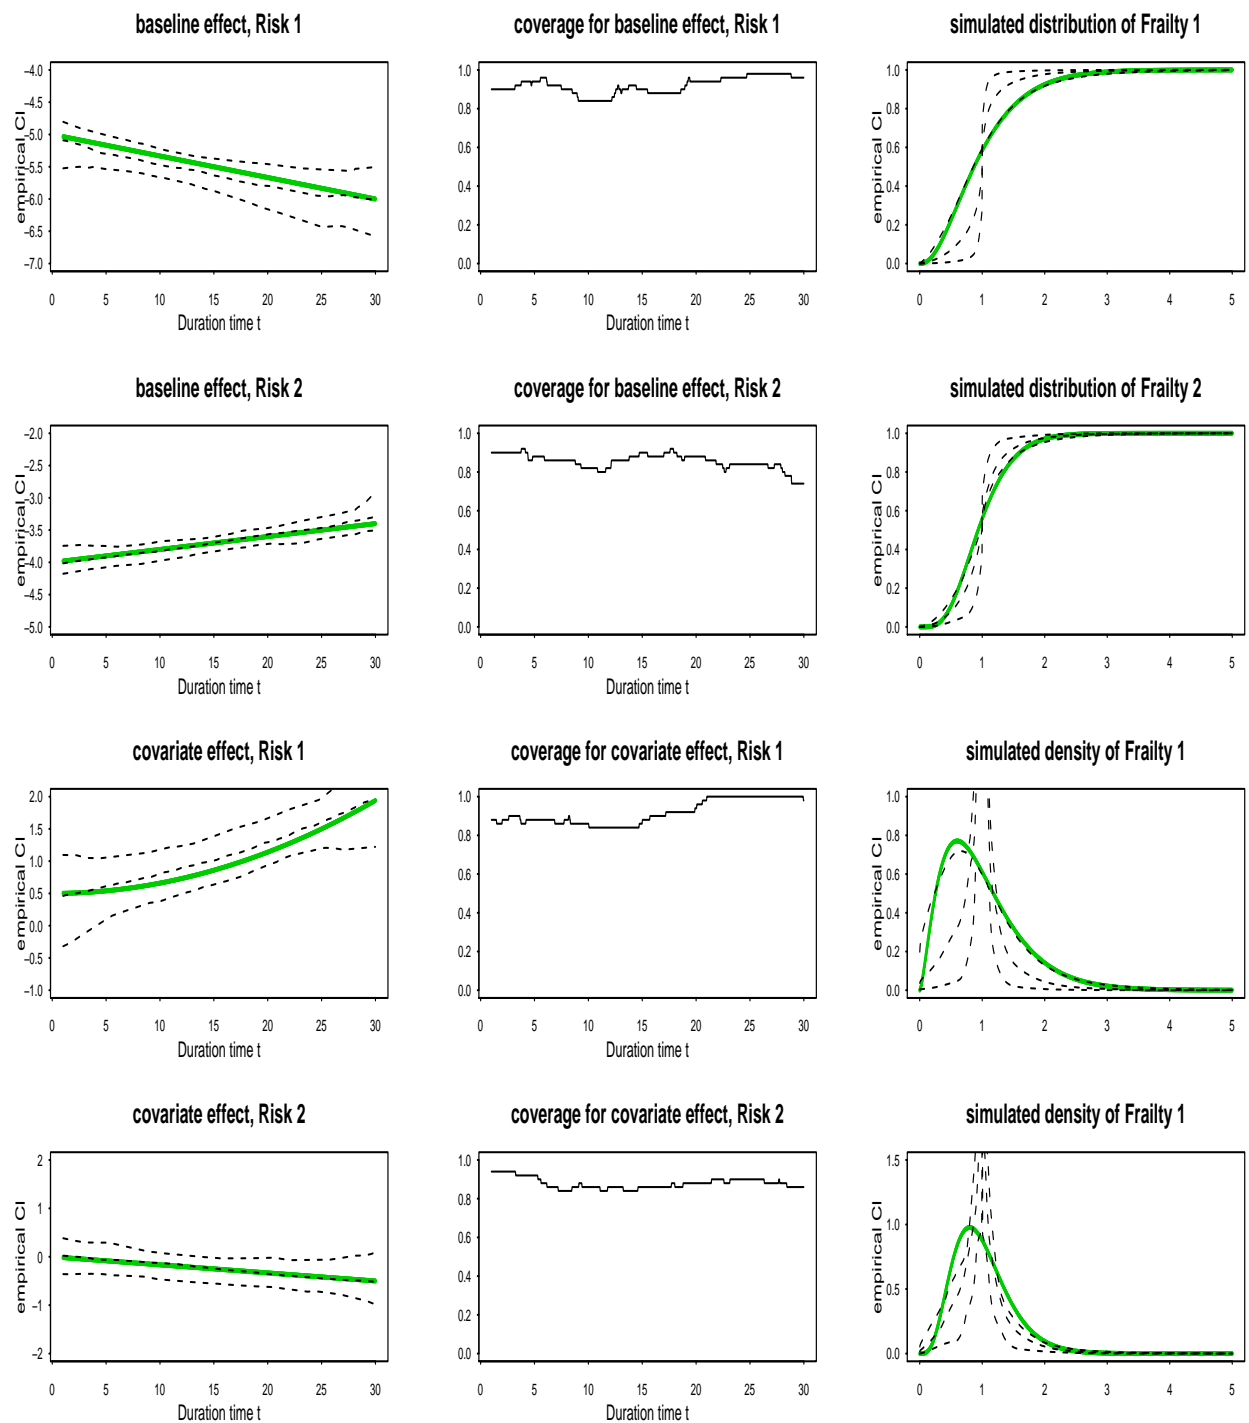 baseline effect, Risk 1
coverage for baseline effect, Risk 1
simulated distribution of Frailty 1
empirical CI
−4.0
−4.5
−5.0
−5.5
−6.0
−6.5
−7.0
0 5 10 15 20 25 30
Duration time t
1.0
0.8
0.6
0.4
0.2
0.0
0 5 10 15 20 25 30
Duration time t
empirical CI
1.0
0.8
0.6
0.4
0.2
0.0
0 1 2 3 4 5
baseline effect, Risk 2
coverage for baseline effect, Risk 2
simulated distribution of Frailty 2
empirical CI
−2.0
−2.5
−3.0
−3.5
−4.0
−4.5
−5.0
0 5 10 15 20 25 30
Duration time t
1.0
0.8
0.6
0.4
0.2
0.0
0 5 10 15 20 25 30
Duration time t
empirical CI
1.0
0.8
0.6
0.4
0.2
0.0
0 1 2 3 4 5
covariate effect, Risk 1
coverage for covariate effect, Risk 1
simulated density of Frailty 1
empirical CI
2.0
1.5
1.0
0.5
0.0
−0.5
−1.0
0 5 10 15 20 25 30
Duration time t
1.0
0.8
0.6
0.4
0.2
0.0
0 5 10 15 20 25 30
Duration time t
empirical CI
1.0
0.8
0.6
0.4
0.2
0.0
0 1 2 3 4 5
covariate effect, Risk 2
coverage for covariate effect, Risk 2
simulated density of Frailty 1
empirical CI
2
1
0
−1
−2
0 5 10 15 20 25 30
Duration time t
1.0
0.8
0.6
0.4
0.2
0.0
0 5 10 15 20 25 30
Duration time t
empirical CI
1.5
1.0
0.5
0.0
0 1 2 3 4 5